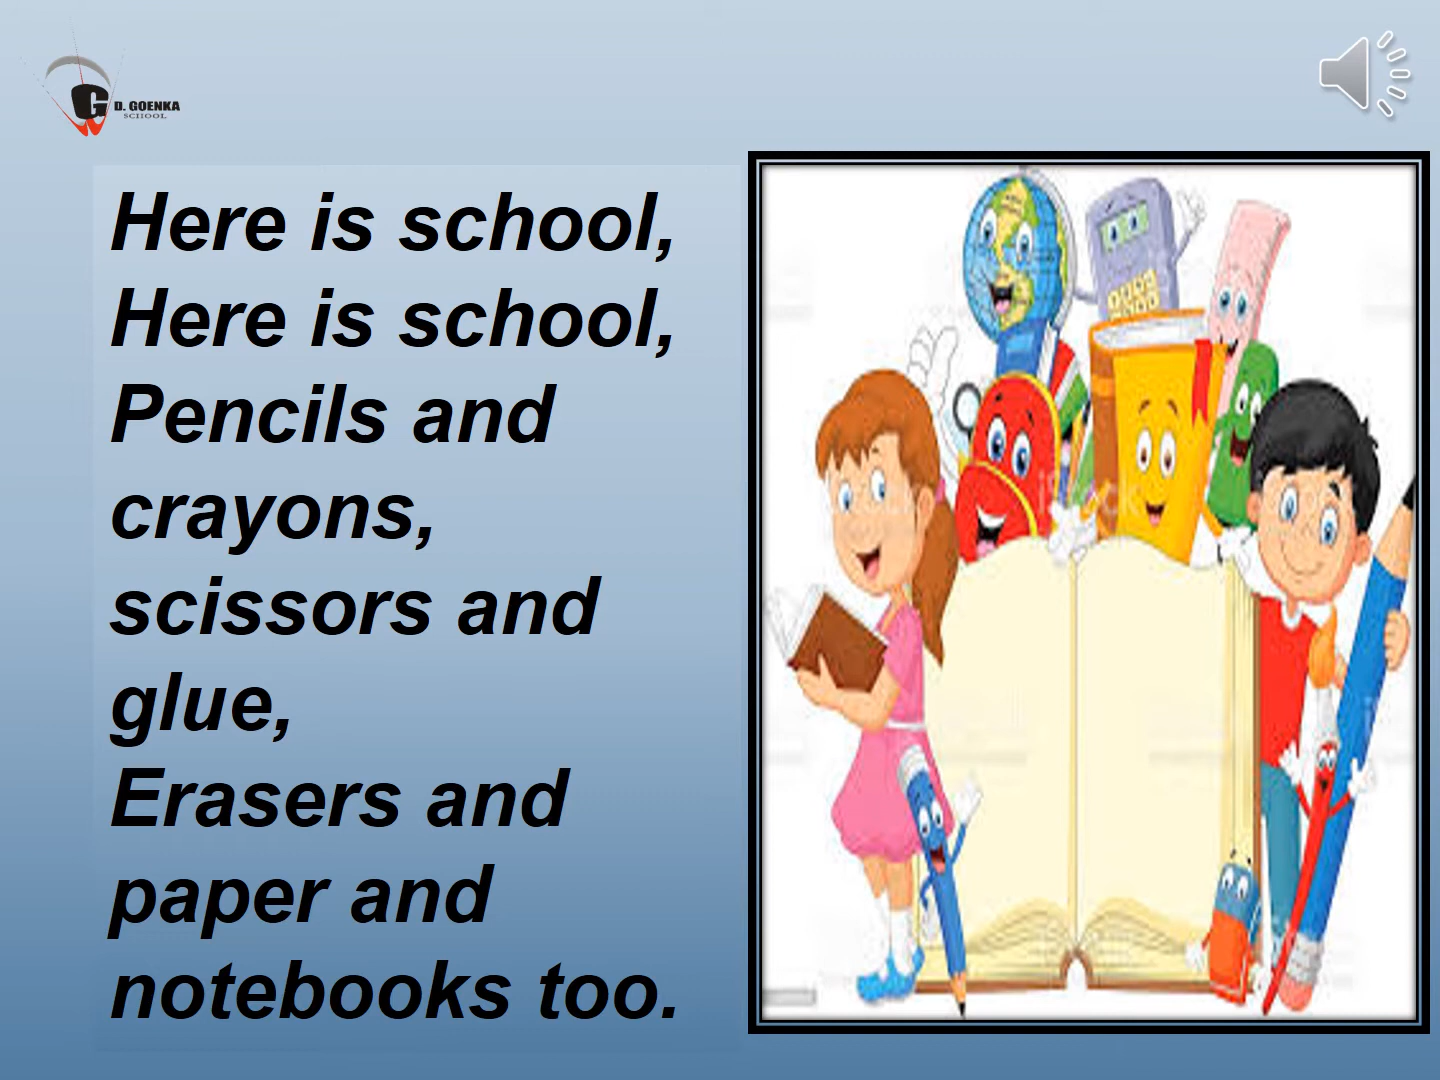 G D. GOENKA
SCHOOL
Here is school,
Here is school,
Pencils and
crayons,
scissors and
glue,
Erasers and
paper and
notebooks too.
iStock